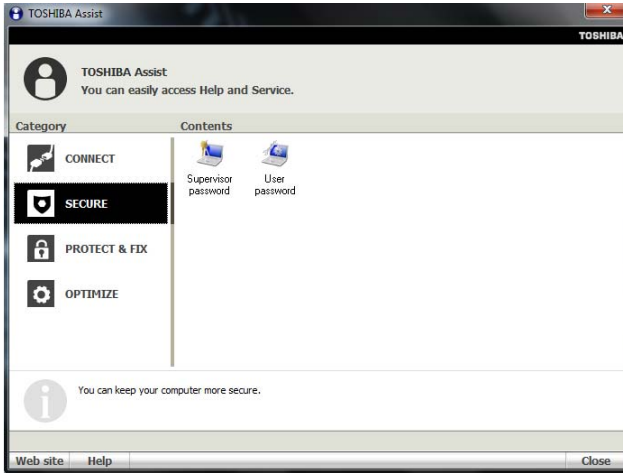 TOSHIBA Assist
TOSHIBA
TOSHIBA Assist
You can easily access Help and Service.
Category
Contents
CONNECT
SECURE
PROTECT & FIX
OPTIMIZE
Supervisor
password
User
password
You can keep your computer more secure.
Web site
Help
Close